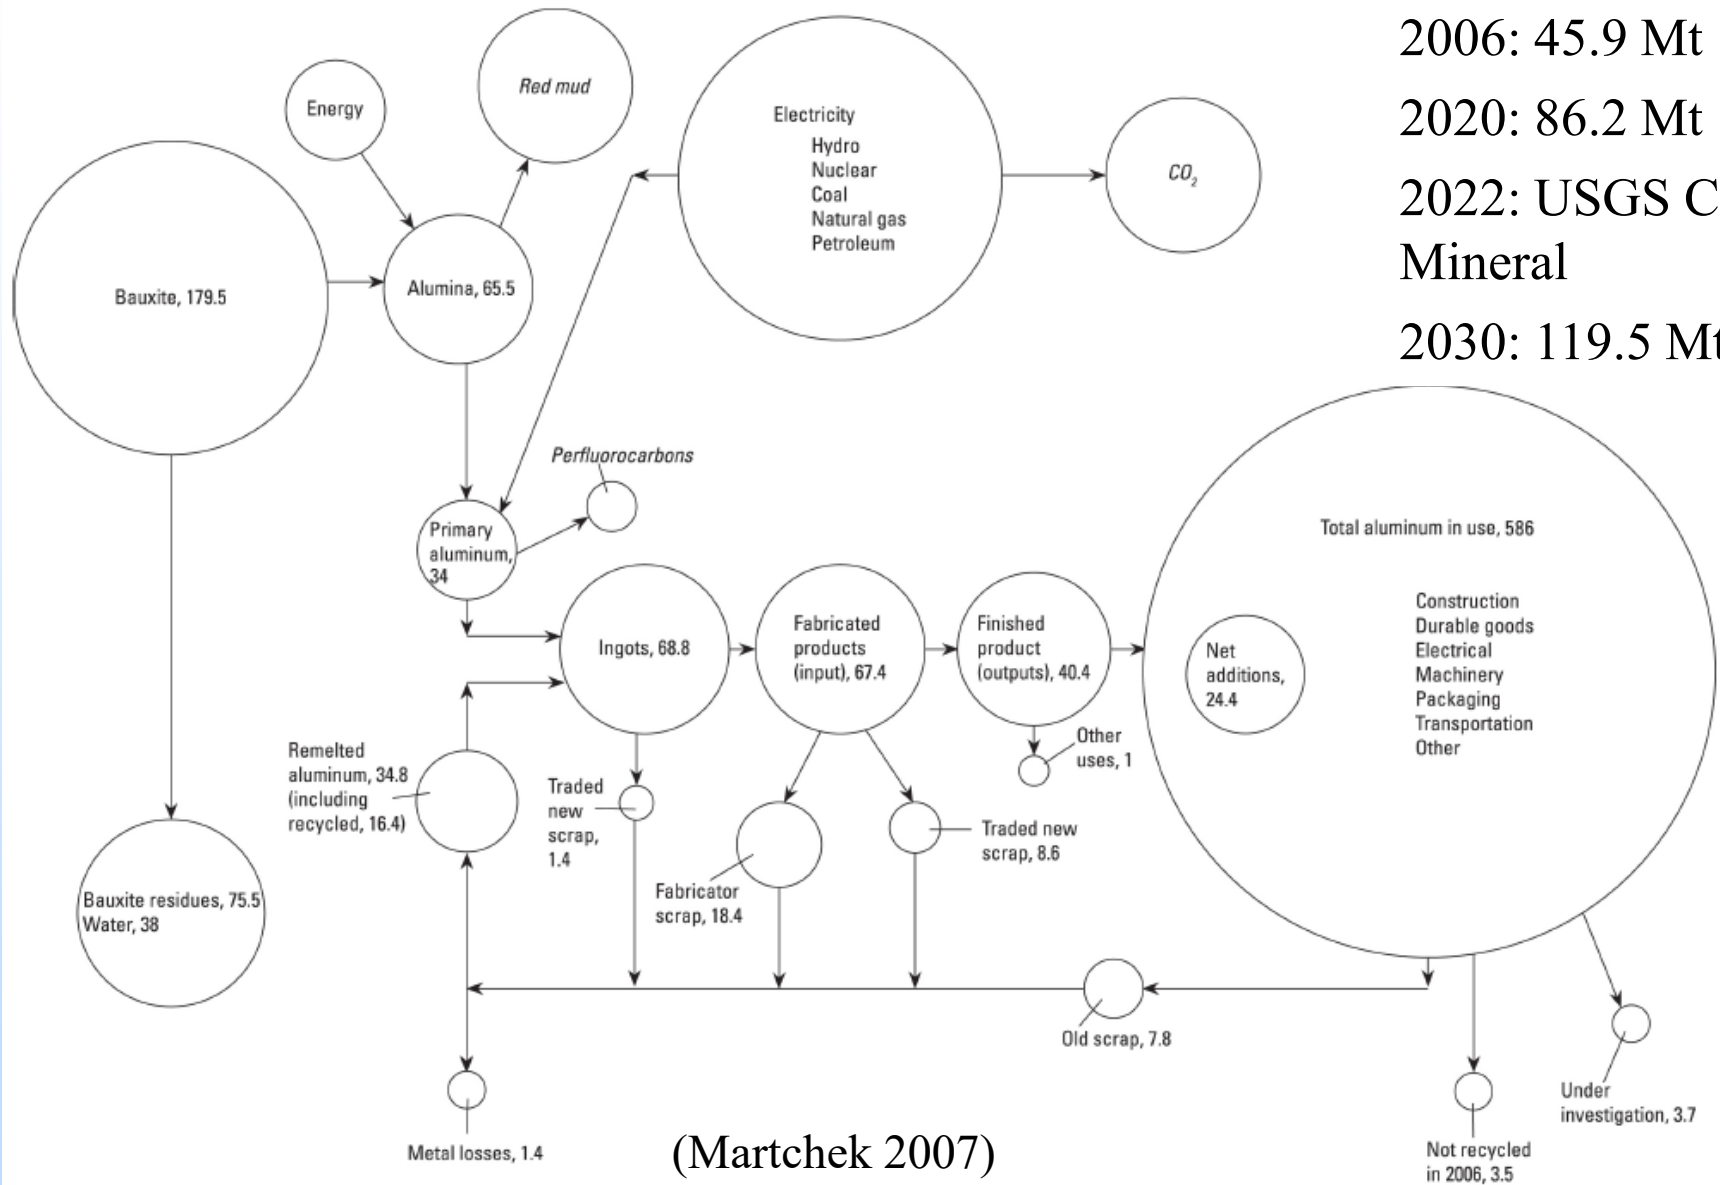 2006: 45.9 Mt
2020: 86.2 Mt
2022: USGS C
Mineral
2030: 119.5 Mt
Energy
Red mud
Electricity
Hydro
Nuclear
Coal
Natural gas
Petroleum
CO₂
Bauxite, 179.5
Alumina, 65.5
Perfluorocarbons
Primary
aluminum,
34
Total aluminum in use, 586
Construction
Durable goods
Electrical
Machinery
Packaging
Transportation
Other
Net
additions,
24.4
Ingots, 68.8
Fabricated
products
(input), 67.4
Finished
product
(outputs), 40.4
Other
uses, 1
Remelted
aluminum, 34.8
(including
recycled, 16.4)
Traded
new
scrap,
1.4
Fabricator
scrap, 18.4
Traded new
scrap, 8.6
Bauxite residues, 75.5
Water, 38
Old scrap, 7.8
Metal losses, 1.4
(Martchek 2007)
Not recycled
in 2006, 3.5
Under
investigation, 3.7